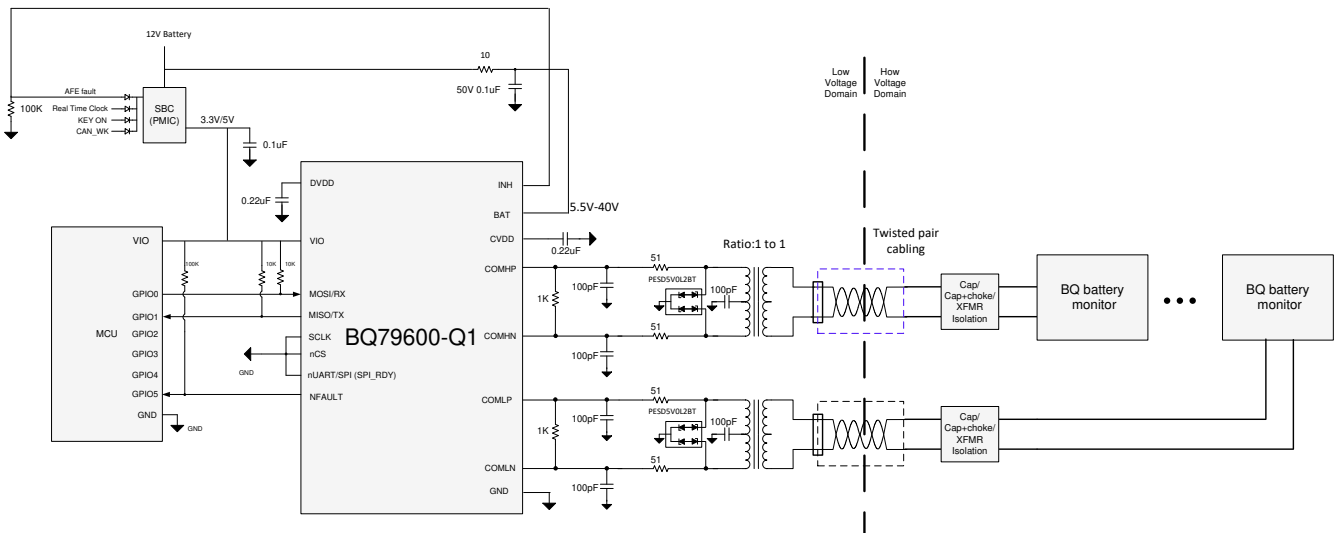 12V Battery
10
50V 0.1uF
Low
Voltage
Domain
How
Voltage
Domain
AFE fault
Real Time Clock
KEY ON
CAN_WK
100K
SBC
(PMIC)
3.3V/5V
0.1uF
DVDD
0.22uF
INH
BAT
5.5V-40V
CVDD
0.22uF
VIO
VIO
100K
10K
10K
GPIO0
GPIO1
GPIO2
GPIO3
GPIO4
GPIO5
GND
GND
MCU
GND
MOSI/RX
MISO/TX
SCLK
nCS
nUART/SPI (SPI_RDY)
NFAULT
BQ79600-Q1
COMHP
COMHN
COMLP
COMLN
GND
1K
100pF
100pF
51
PESD5V0L2BT
100pF
51
Ratio:1 to 1
Twisted pair
cabling
Cap/
Cap+choke/
XFMR
Isolation
BQ battery
monitor
BQ battery
monitor
1K
100pF
100pF
51
PESD5V0L2BT
100pF
51
Cap/
Cap+choke/
XFMR
Isolation